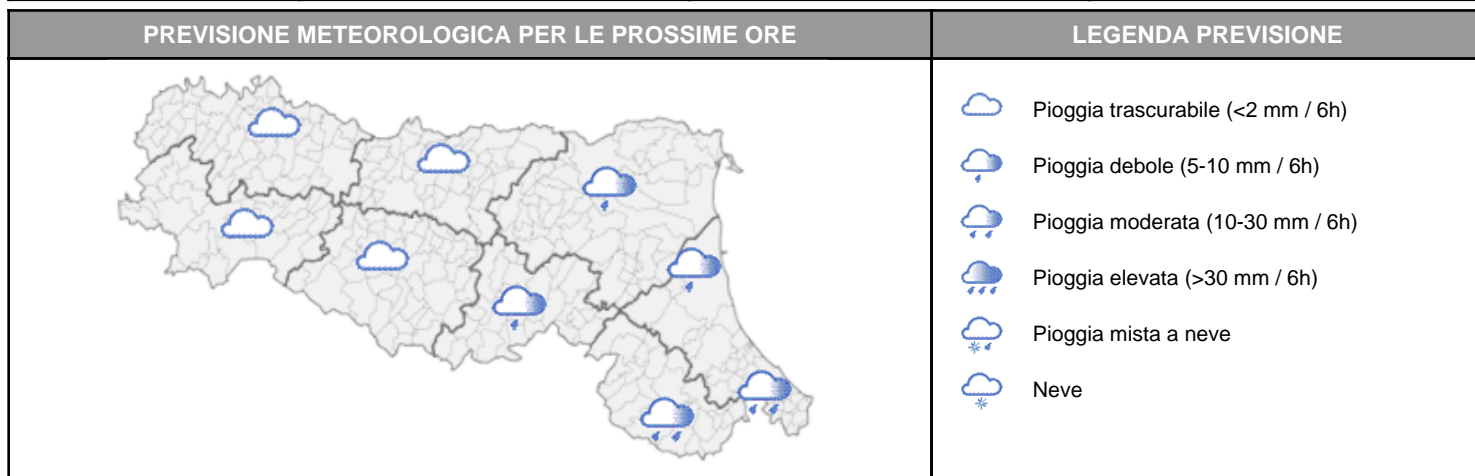 PREVISIONE METEOROLOGICA PER LE PROSSIME ORE
LEGENDA PREVISIONE
Pioggia trascurabile (<2 mm / 6h)
Pioggia debole (5-10 mm / 6h)
Pioggia moderata (10-30 mm / 6h)
Pioggia elevata (>30 mm / 6h)
Pioggia mista a neve
Neve